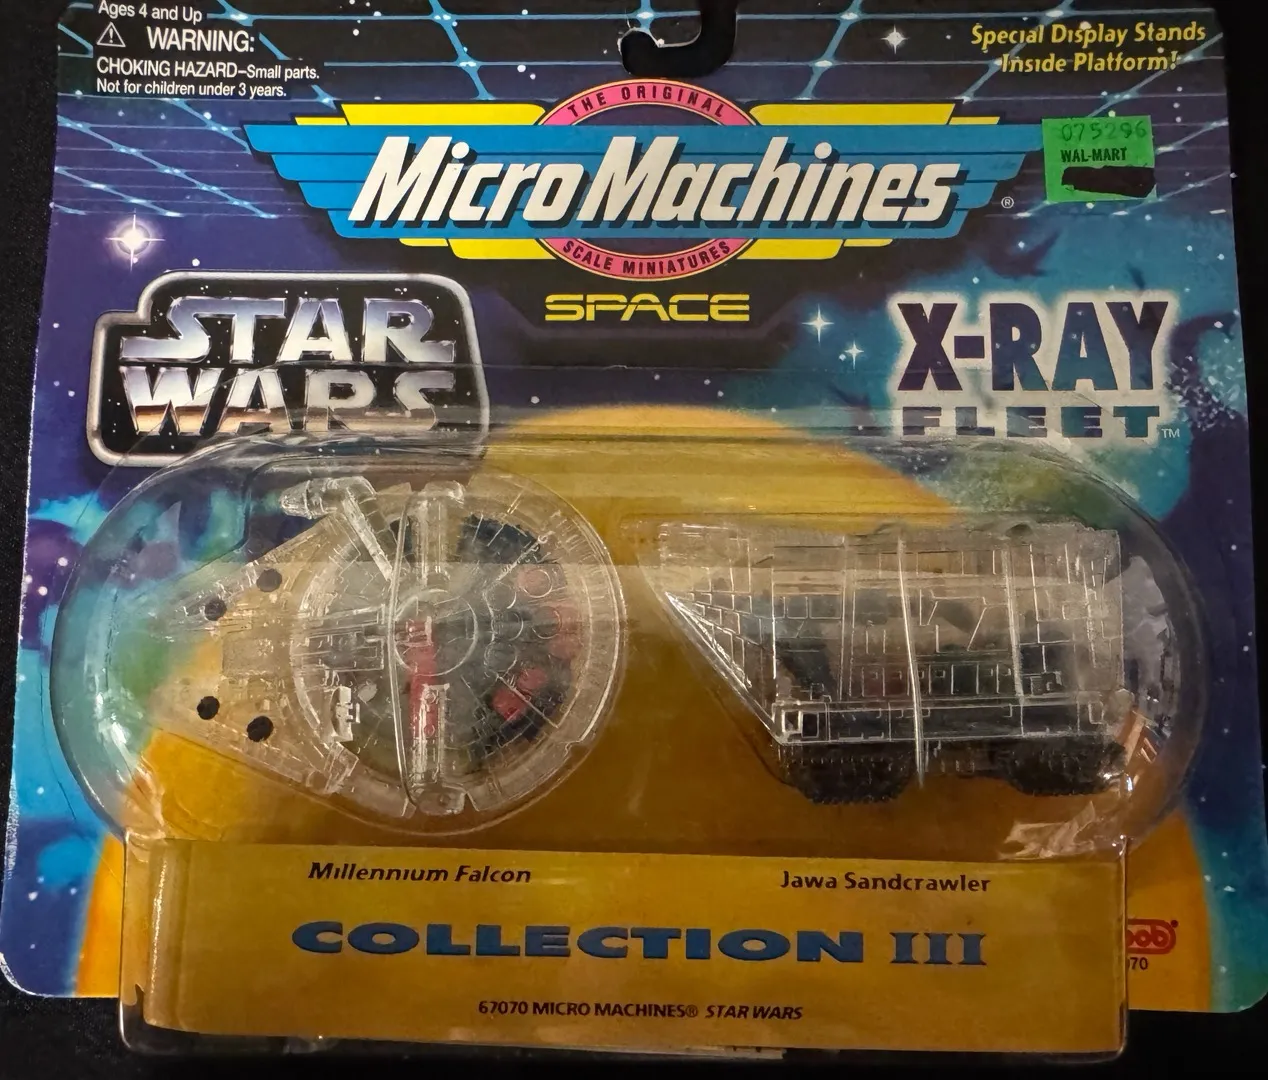 Ages 4 and Up
WARNING:
CHOKING HAZARD–Small parts.
Not for children under 3 years.
Special Display Stands
Inside Platform!
THE ORIGINAL
Micro Machines®
SCALE MINIATURES
SPACE
075296
WAL-MART
STAR
WARS
X-RAY
FLEET™
Millennium Falcon
Jawa Sandcrawler
COLLECTION III
67070 MICRO MACHINES® STAR WARS
070